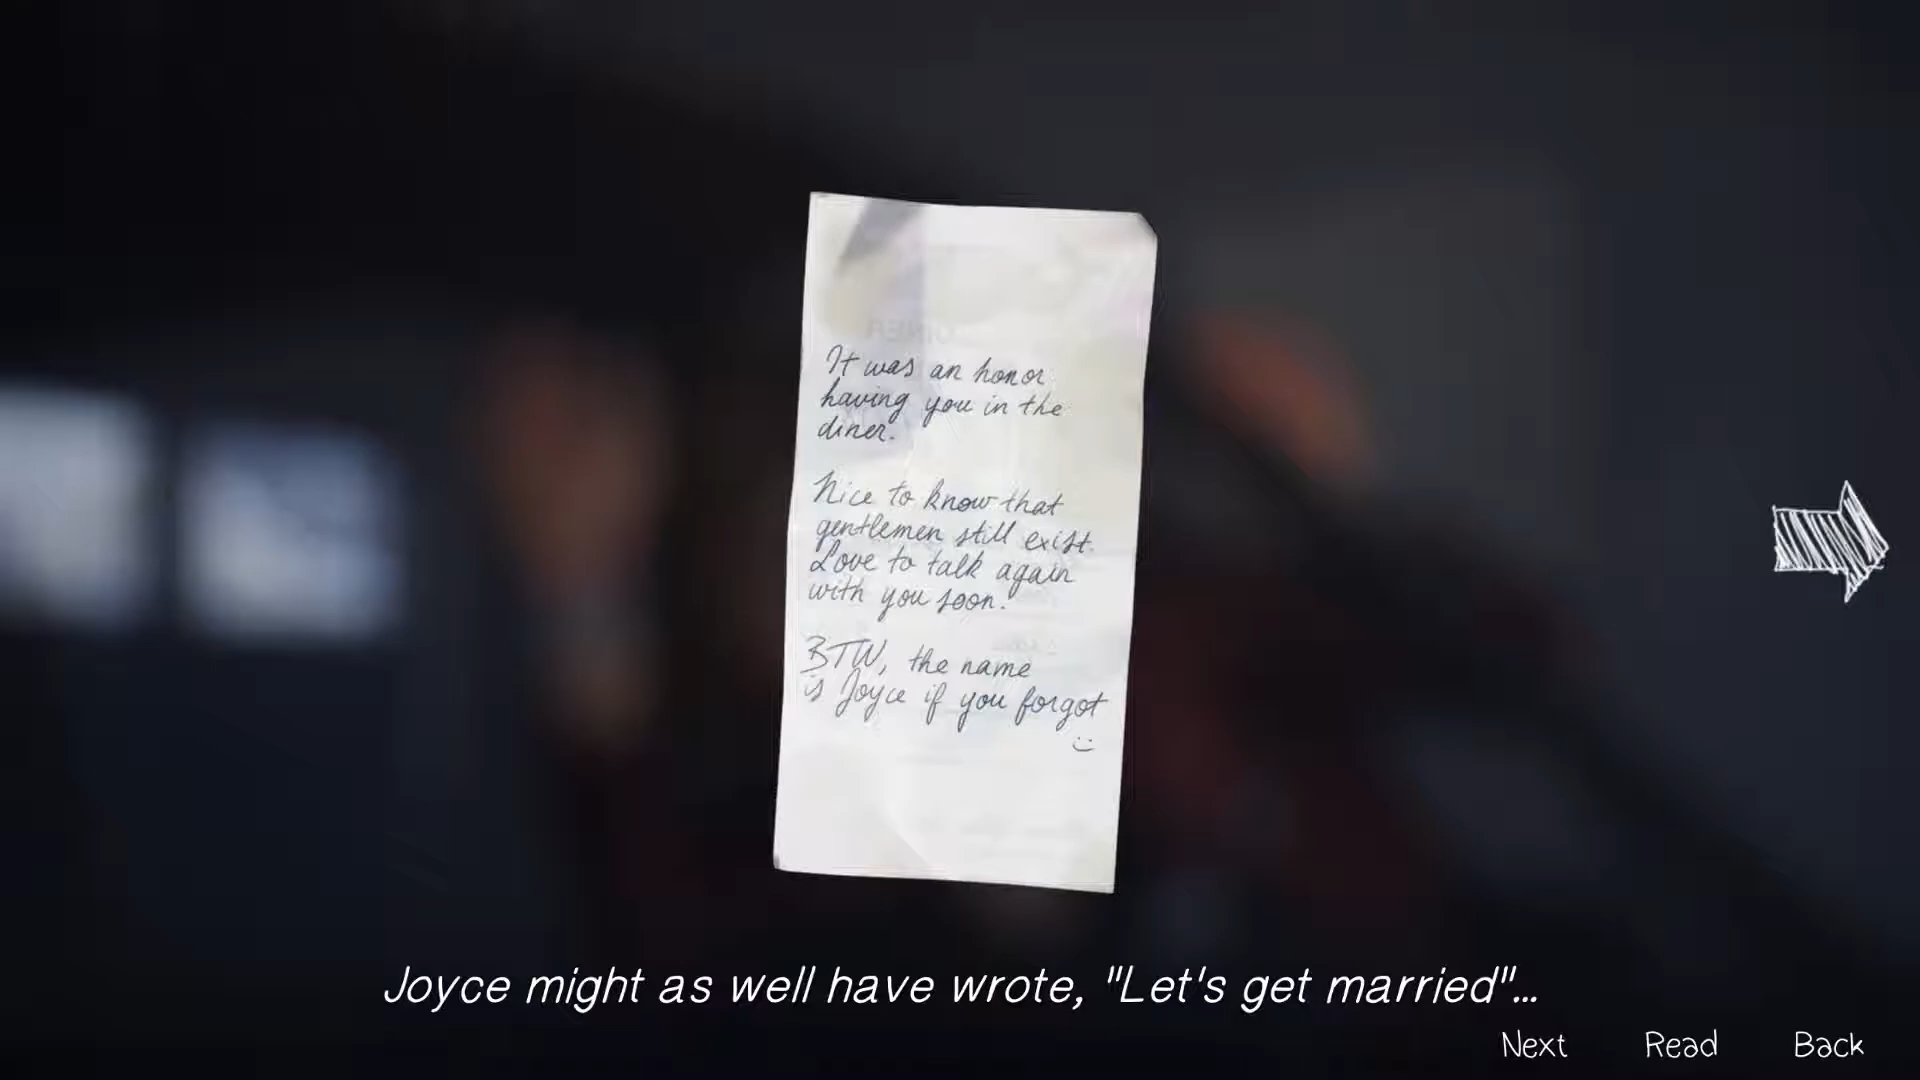 It was an honor
having you in the
diner.
Nice to know that
gentlemen still exist.
Love to talk again
with you soon.
BTW, the name
is Joyce if you forgot
:)
Joyce might as well have wrote, "Let's get married"...
Next Read Back